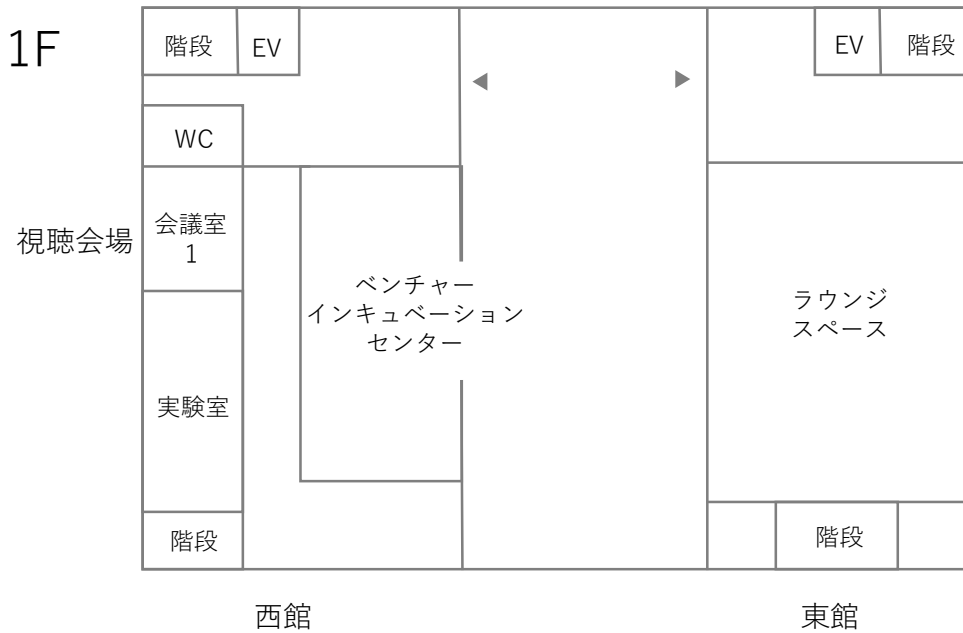 1F
階段
EV
EV
階段
WC
視聴会場
会議室
1
ベンチャー
インキュベーション
センター
ラウンジ
スペース
実験室
階段
階段
西館
東館